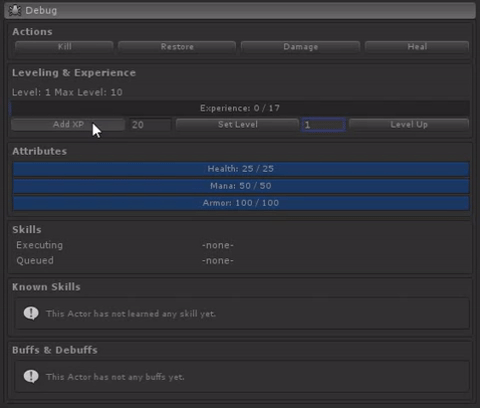 Debug
Actions
Kill Restore Damage Heal
Leveling & Experience
Level: 1 Max Level: 10
Experience: 0 / 17
Add XP 20 Set Level 1 Level Up
Attributes
Health: 25 / 25
Mana: 50 / 50
Armor: 100 / 100
Skills
Executing -none-
Queued -none-
Known Skills
This Actor has not learned any skill yet.
Buffs & Debuffs
This Actor has not any buffs yet.